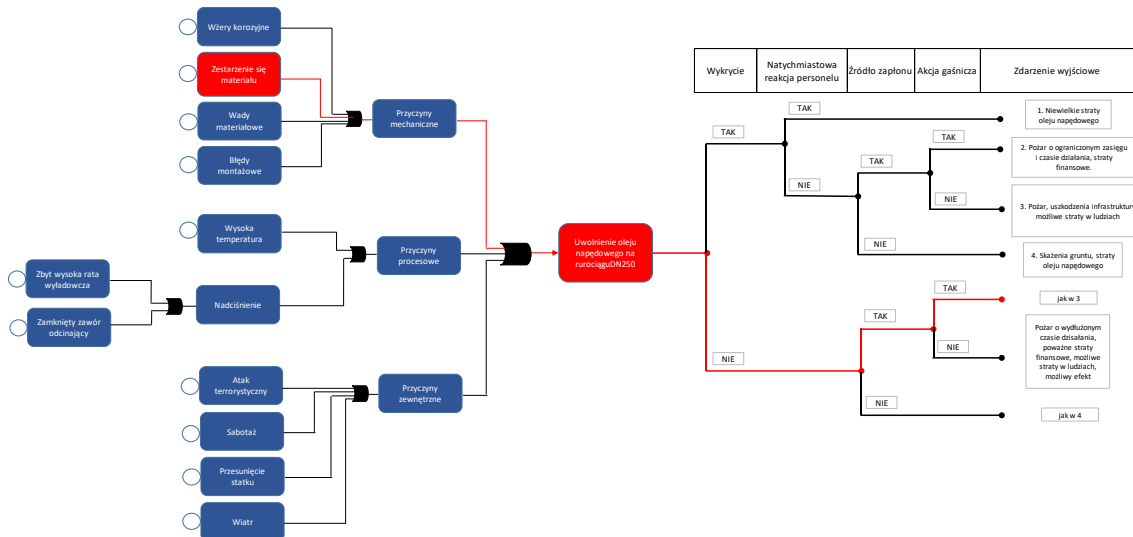 Wżery korozyjne
Zestarzenie się
materiału
Wady
materiałowe
Błędy
montażowe
Przyczyny
mechaniczne
Wysoka
temperatura
Przyczyny
procesowe
Zbyt wysoka rata
wyładowcza
Nadciśnienie
Zamknięty zawór
odcinający
Atak
terrorystyczny
Przyczyny
zewnętrzne
Sabotaż
Przesunięcie
statku
Wiatr
Uwolnienie oleju
napędowego na
rurociąguDN250
Wykrycie
Natychmiastowa
reakcja personelu
Źródło zapłonu
Akcja gaśnicza
Zdarzenie wyjściowe
TAK
TAK
NIE
TAK
TAK
NIE
NIE
1. Niewielkie straty
oleju napędowego
2. Pożar o ograniczonym zasięgu
i czasie działania, straty
finansowe.
3. Pożar, uszkodzenia infrastruktury
możliwe straty w ludziach
4. Skażenia gruntu, straty
oleju napędowego
NIE
TAK
TAK
NIE
NIE
jak w 3
Pożar o wydłużonym
czasie dzisałania,
poważne straty
finansowe, możliwe
straty w ludziach,
możliwy efekt
jak w 4